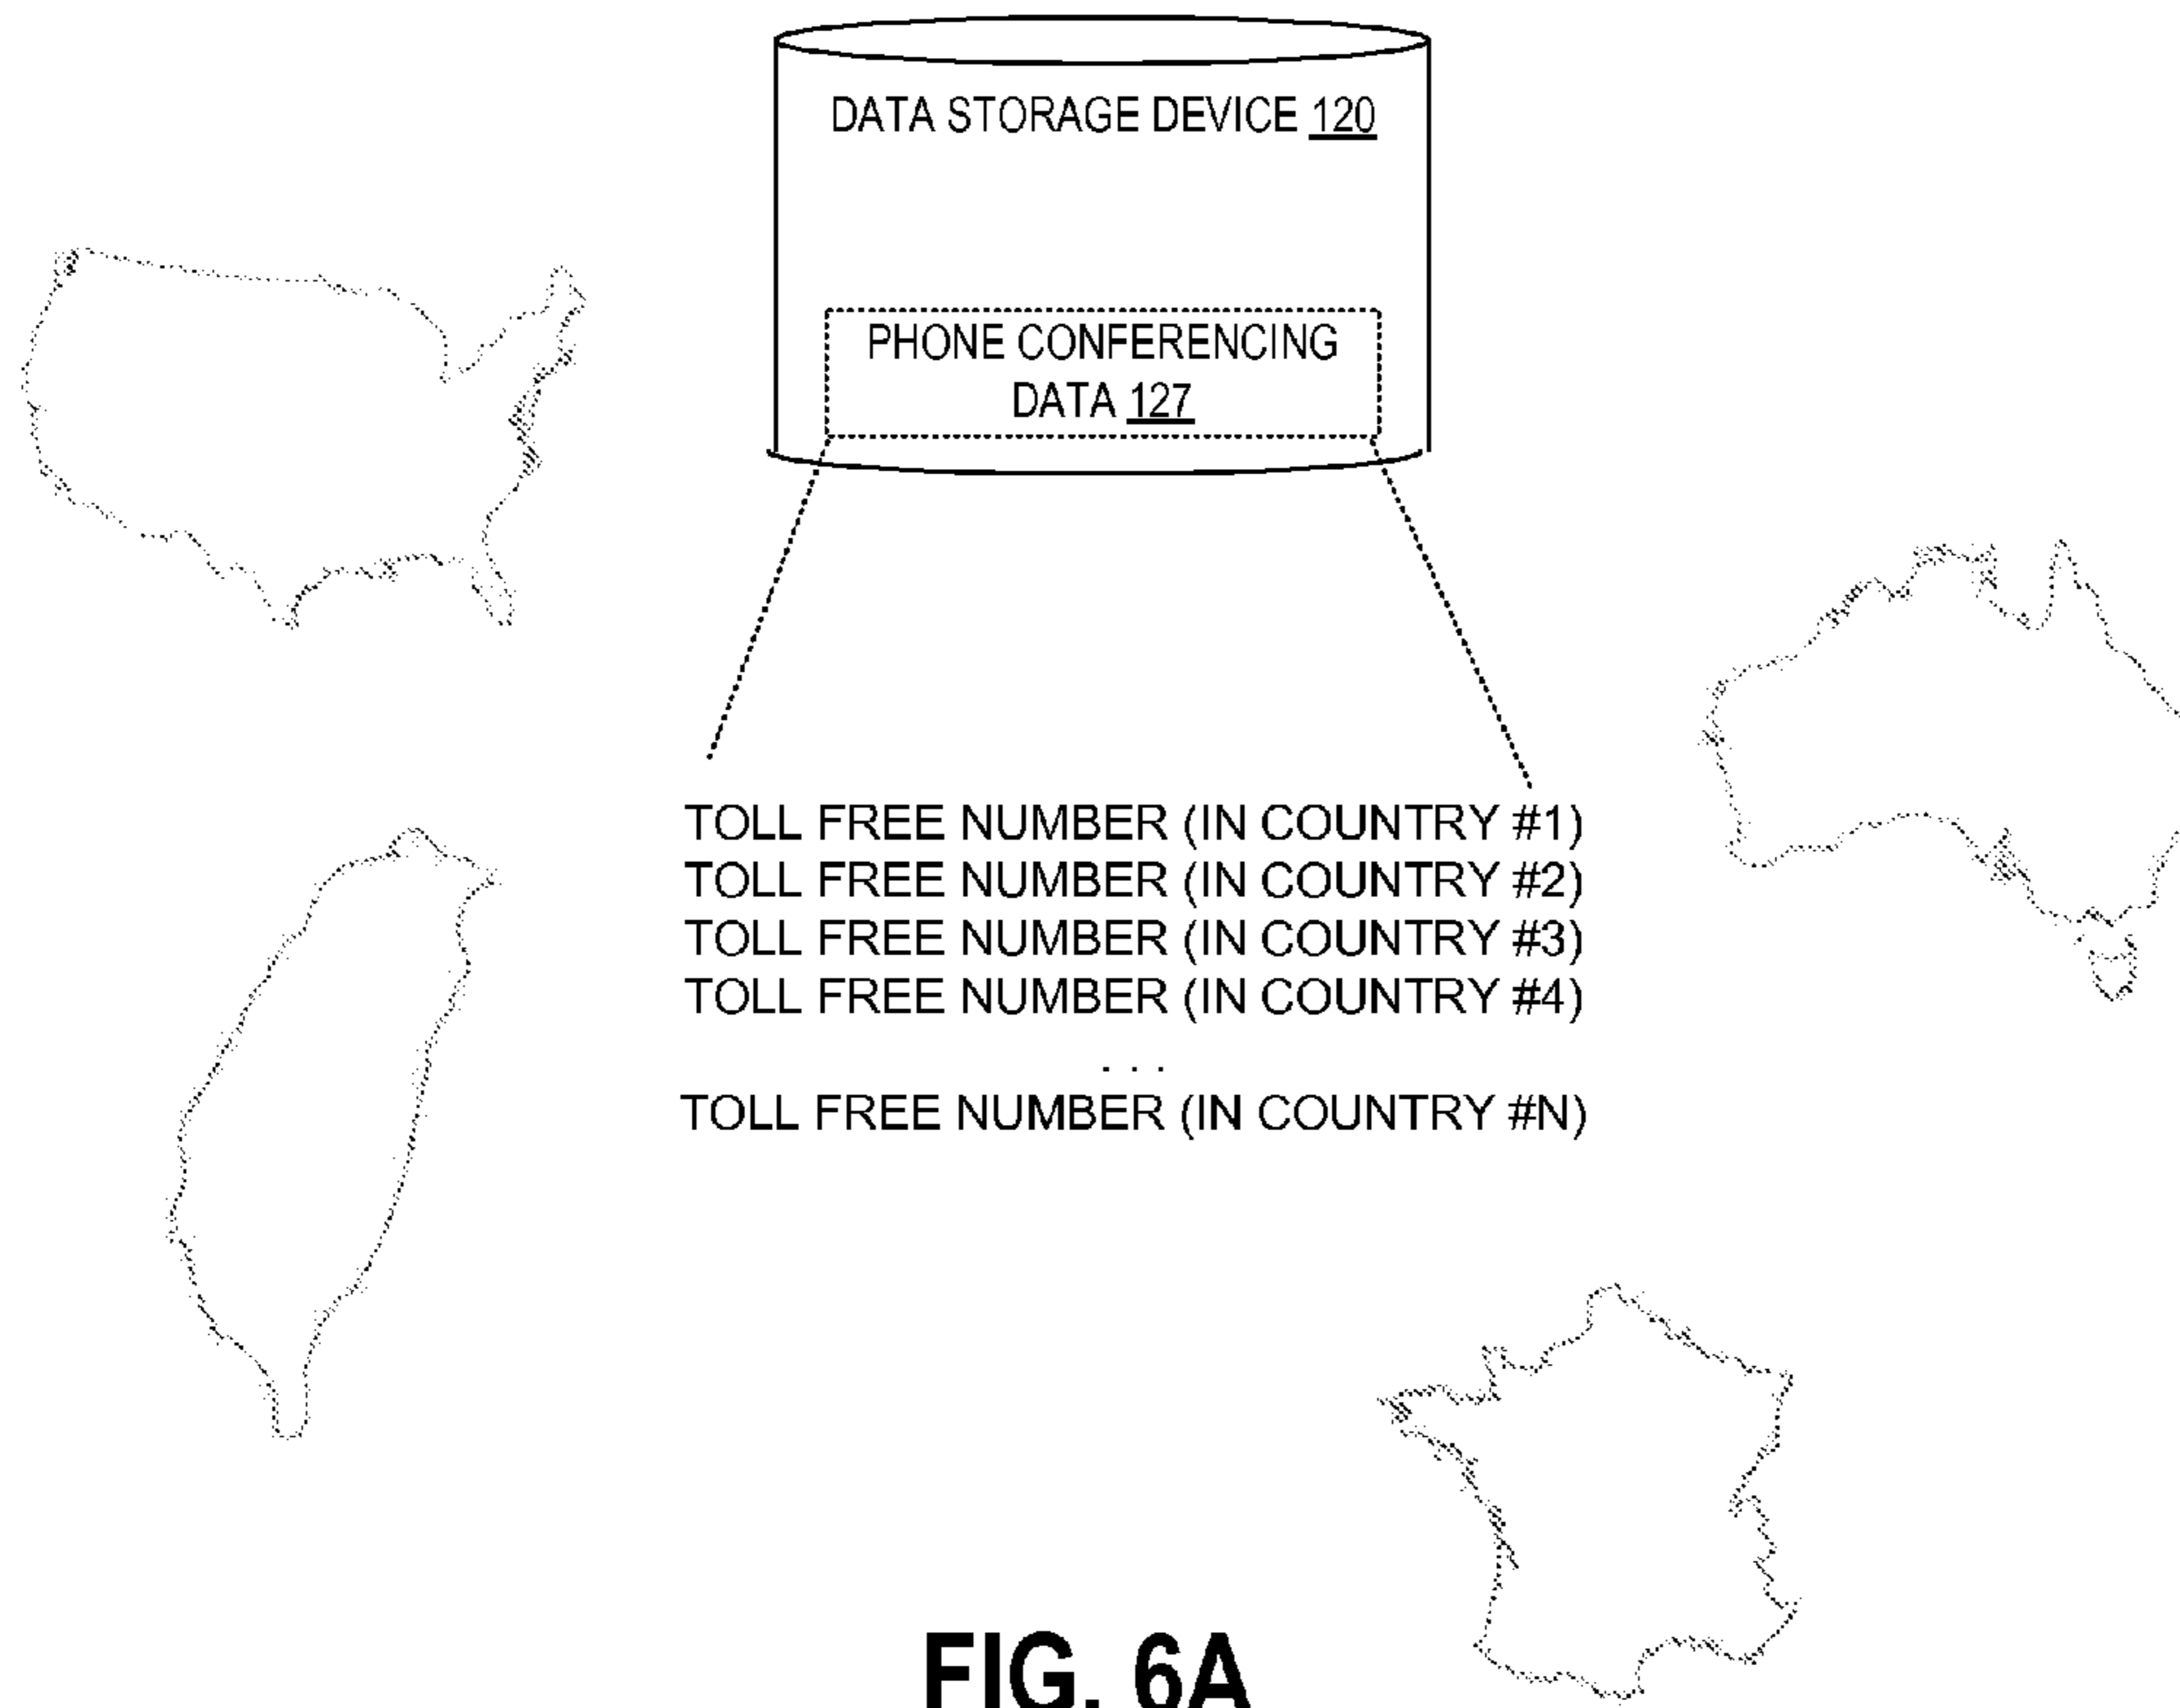 DATA STORAGE DEVICE 120
PHONE CONFERENCING
DATA 127
TOLL FREE NUMBER (IN COUNTRY #1)
TOLL FREE NUMBER (IN COUNTRY #2)
TOLL FREE NUMBER (IN COUNTRY #3)
TOLL FREE NUMBER (IN COUNTRY #4)
. . .
TOLL FREE NUMBER (IN COUNTRY #N)
FIG. 6A